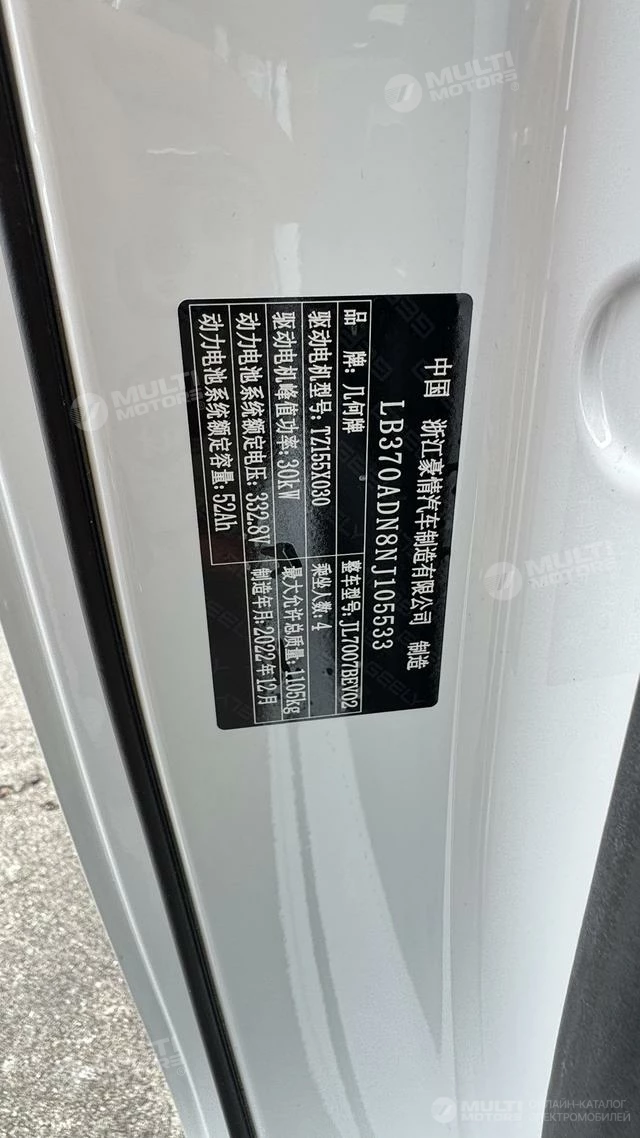 中国 浙江豪情汽车制造有限公司 制造
LB370ADN8NJ105533
品 牌: 几何牌 整车型号: JL7007BEV02
驱动电机型号: TZ155X030 乘坐人数: 4
驱动电机峰值功率: 30kW 最大允许总质量: 1105kg
动力电池系统额定电压: 332.8V 制造年月: 2022年12月
动力电池系统额定容量: 52Ah
MULTI
MOTORS
MULTI
MOTORS
MULTI
MOTORS
MULTI
MOTORS
MULTI
MOTORS
ОНЛАЙН-КАТАЛОГ
ЭЛЕКТРОМОБИЛЕЙ